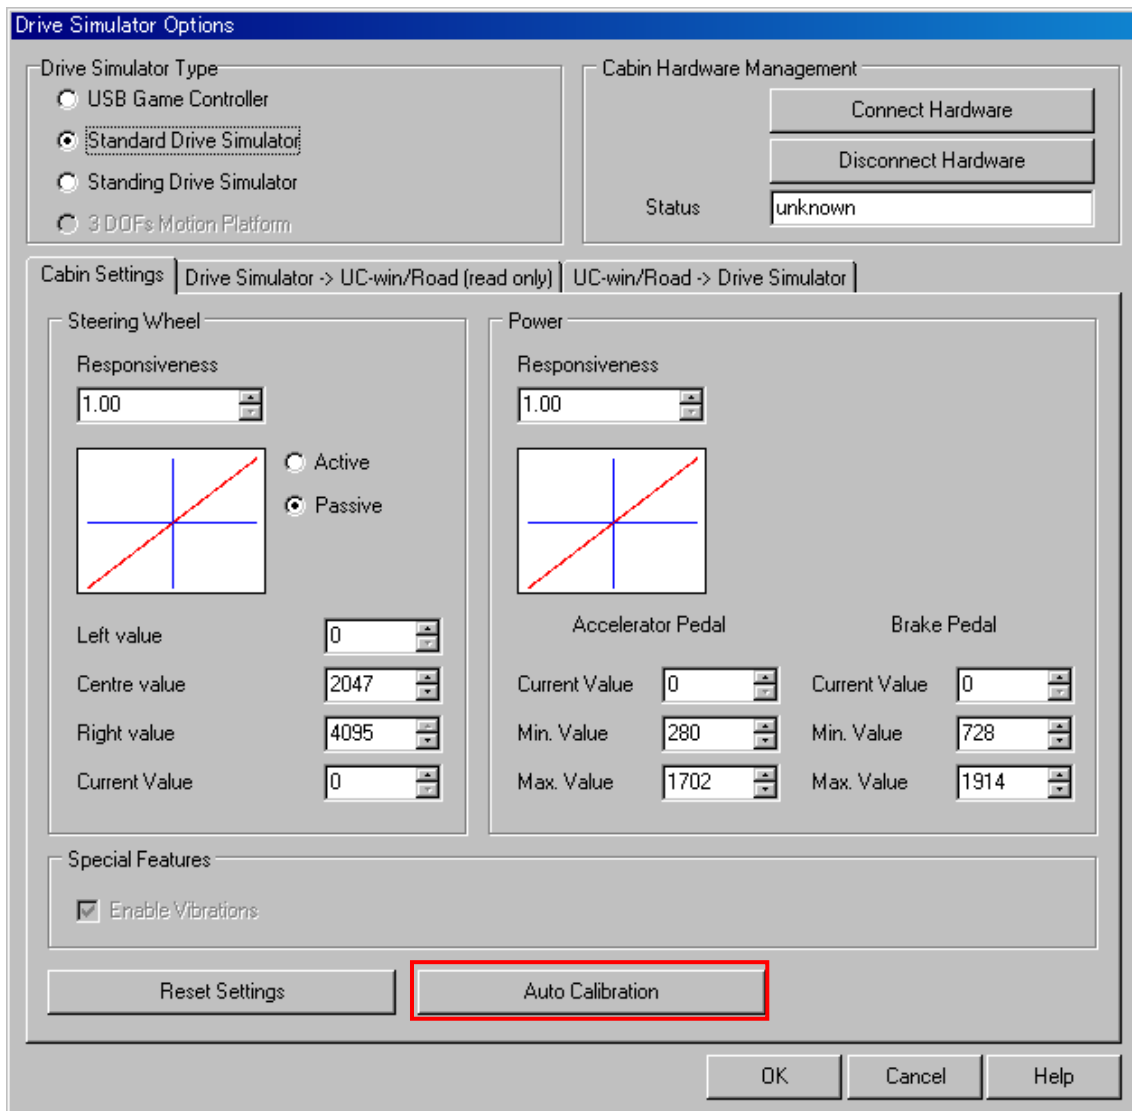 Drive Simulator Options
Drive Simulator Type
USB Game Controller
Standard Drive Simulator
Standing Drive Simulator
3 DOFs Motion Platform
Cabin Hardware Management
Connect Hardware
Disconnect Hardware
Status unknown
Cabin Settings Drive Simulator -> UC-win/Road (read only) UC-win/Road -> Drive Simulator
Steering Wheel
Responsiveness
1.00
Active
Passive
Left value 0
Centre value 2047
Right value 4095
Current Value 0
Power
Responsiveness
1.00
Accelerator Pedal Brake Pedal
Current Value 0 Current Value 0
Min. Value 280 Min. Value 728
Max. Value 1702 Max. Value 1914
Special Features
Enable Vibrations
Reset Settings Auto Calibration
OK Cancel Help